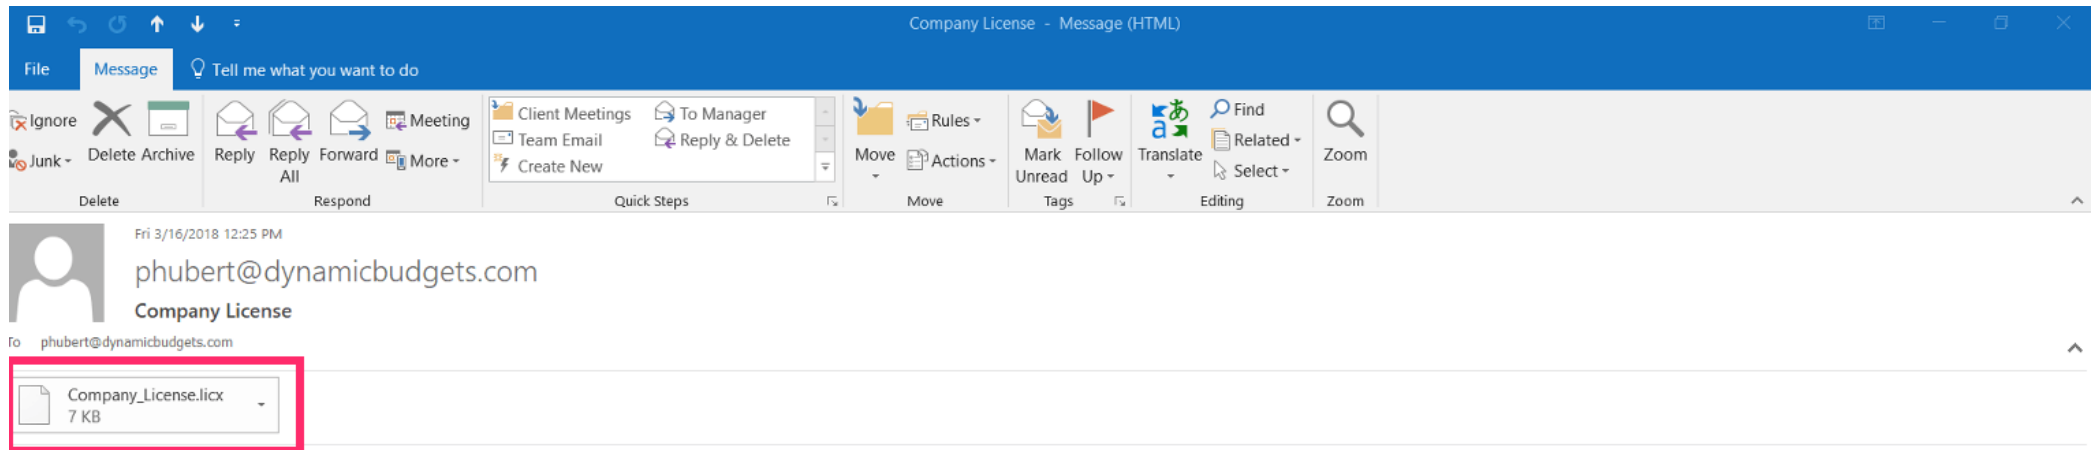 Company License - Message (HTML)
File Message Tell me what you want to do
Ignore
Junk
Delete Archive
Delete
Reply Reply All Forward
Meeting
More
Respond
Client Meetings To Manager
Team Email Reply & Delete
Create New
Quick Steps
Move
Rules
Actions
Move
Mark Unread
Follow Up
Tags
あ
a
Translate
Find
Related
Select
Editing
Zoom
Zoom
Fri 3/16/2018 12:25 PM
phubert@dynamicbudgets.com
Company License
To phubert@dynamicbudgets.com
Company_License.licx
7 KB